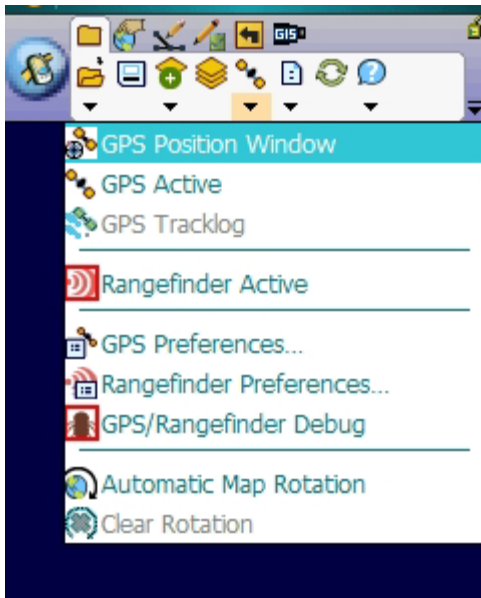 GIS
GPS Position Window
GPS Active
GPS Tracklog
Rangefinder Active
GPS Preferences...
Rangefinder Preferences...
GPS/Rangefinder Debug
Automatic Map Rotation
Clear Rotation